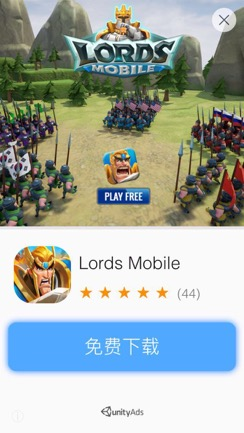 LORDS
MOBILE
PLAY FREE
Lords Mobile
(44)
免费下载
unityAds